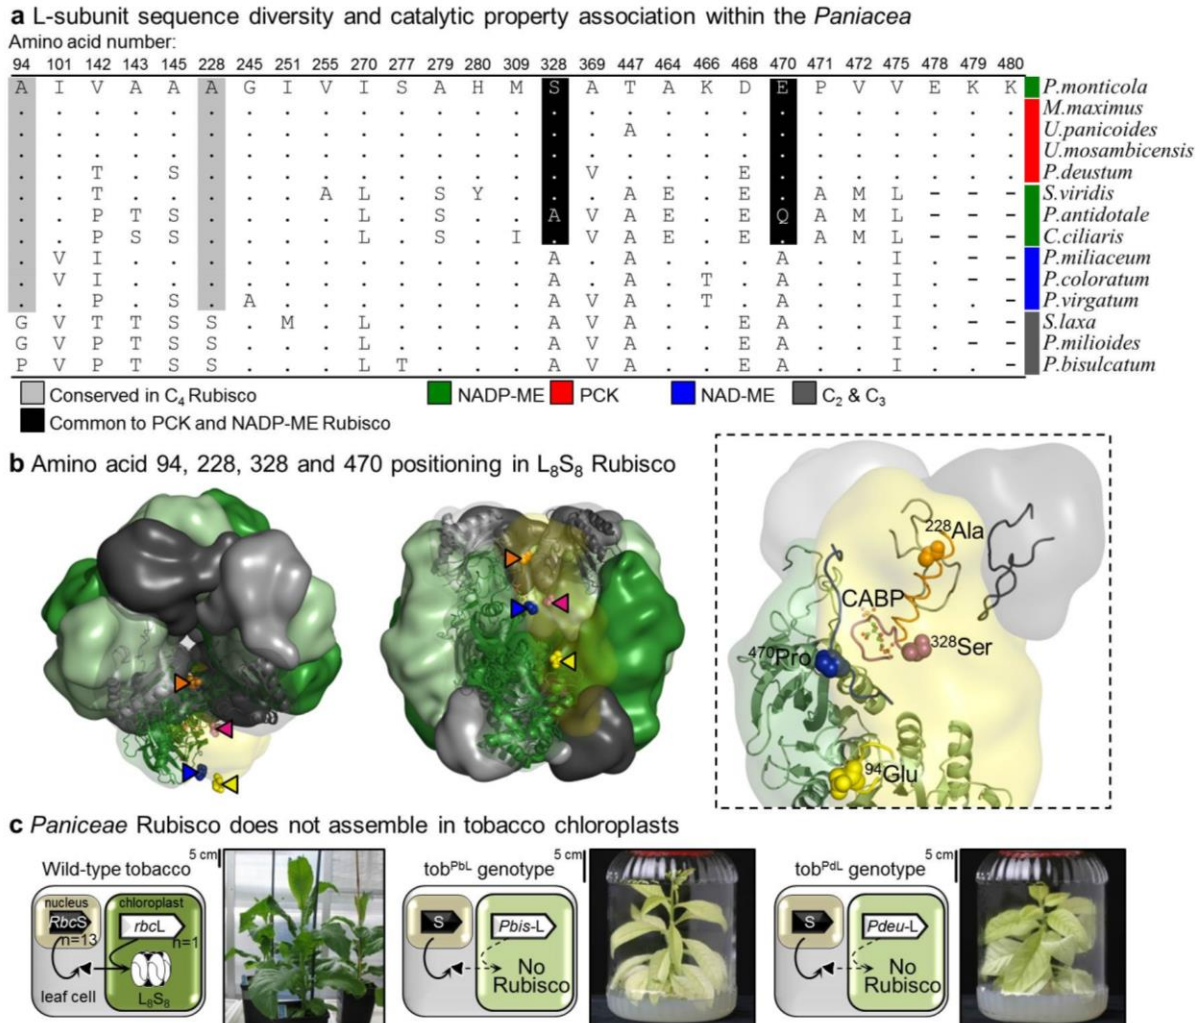 a L-subunit sequence diversity and catalytic property association within the Paniacea
Amino acid number:
94 101 142 143 145 228 245 251 255 270 277 279 280 309 328 369 447 464 466 468 470 471 472 475 478 479 480
A I V A A A G I V I S A H M S A T A K D E P V V E K K P.monticola
. . . . . . . . . . . . . . . . . . . . . . . . . . . M.maximus
. . . . . . . . . . . . . . . . A . . . . . . . . . . U.panicoides
. . . . . . . . . . . . . . . . . . . . . . . . . . . U.mosambicensis
. . T . S . . . . . . . . . . V . . . E . . . . . . . P.deustum
. . T . . . . . A L . S Y . . . A E . E . A M L - - - S.viridis
. . P T S . . . . L . S . . A V A E . E Q A M L - - - P.antidotale
. . P S S . . . . L . S . I . V A E . E . A M L - - - C.ciliaris
. V I . . . . . . . . . . . A . A . . . A . . I . - - P.miliaceum
. V I . . . . . . . . . . . A . A . T . A . . I . - - P.coloratum
. . P . S . A . . . . . . . A V A . T . A . . I . . - P.virgatum
G V T T S S . M . L . . . . A V A . . E A . . I . - - S.laxa
G V P T S S . . . L . . . . A V A . . E A . . I . - - P.milioides
P V P T S S . . . L T . . . A V A . . E A . . I . . - P.bisulcatum
Conserved in C4 Rubisco NADP-ME PCK NAD-ME C2 & C3
Common to PCK and NADP-ME Rubisco
b Amino acid 94, 228, 328 and 470 positioning in L8S8 Rubisco
228Ala
CABP
328Ser
470Pro
94Glu
c Paniceae Rubisco does not assemble in tobacco chloroplasts
Wild-type tobacco
5 cm
nucleus
RbcS
n=13
chloroplast
rbcL
n=1
leaf cell
L8S8
tobPbL genotype
5 cm
S
Pbis-L
No
Rubisco
tobPdL genotype
5 cm
S
Pdeu-L
No
Rubisco